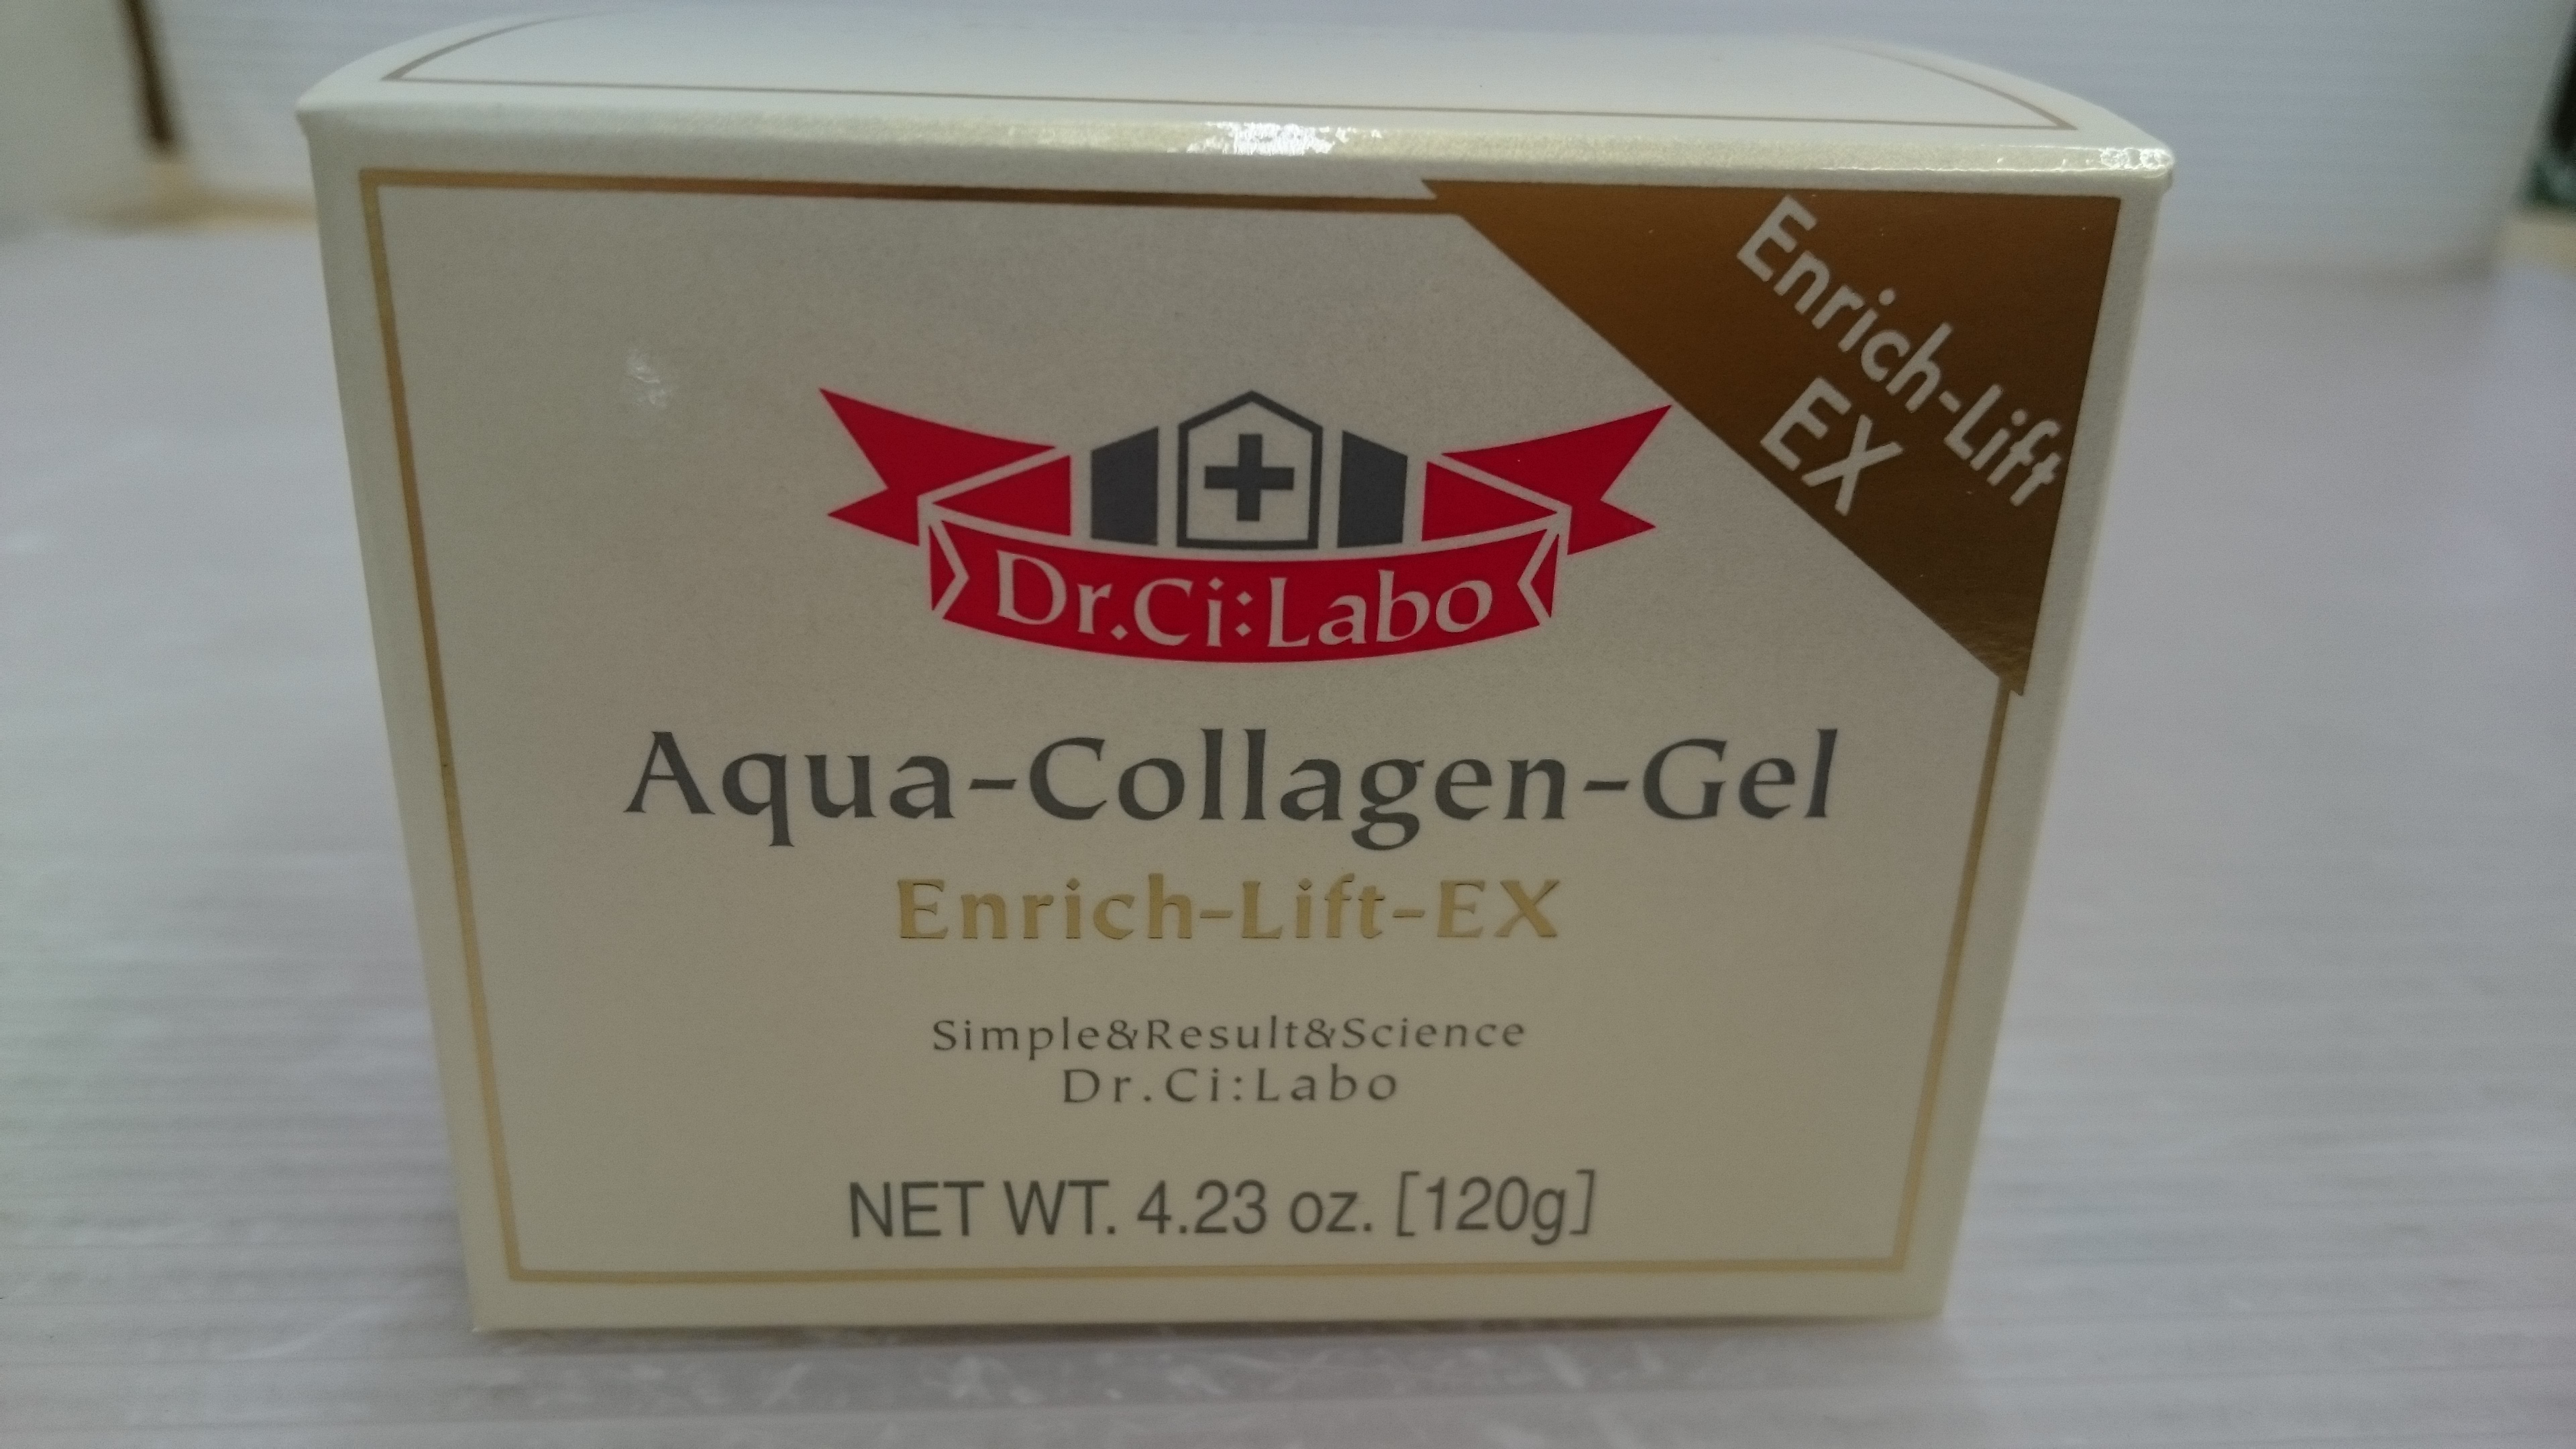 Enrich-Lift
EX
Dr.Ci:Labo
Aqua-Collagen-Gel
Enrich-Lift-EX
Simple&Result&Science
Dr.Ci:Labo
NET WT. 4.23 oz. [120g]